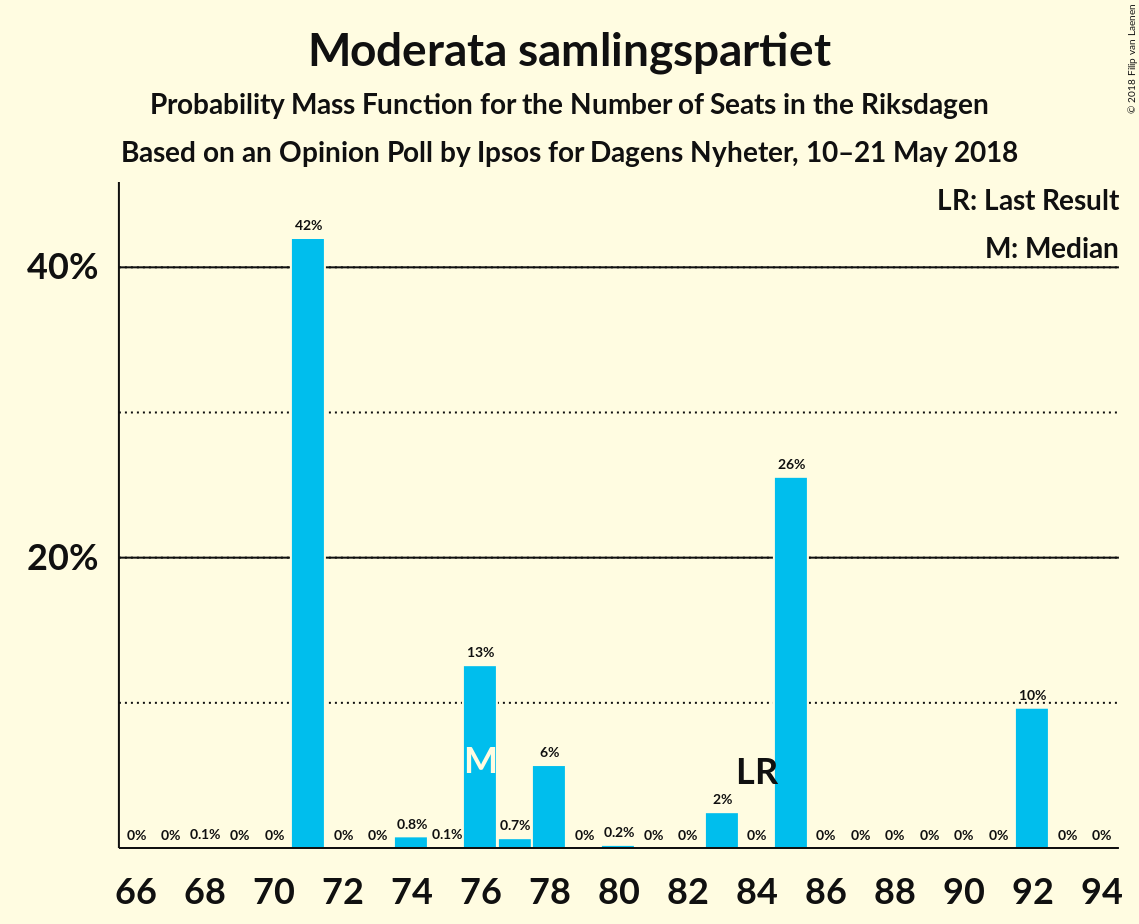 Moderata samlingspartiet
Probability Mass Function for the Number of Seats in the Riksdagen
Based on an Opinion Poll by Ipsos for Dagens Nyheter, 10–21 May 2018
© 2018 Filip van Laenen
LR: Last Result
M: Median
40%
20%
0% 0% 0.1% 0% 0% 42% 0% 0% 0.8% 0.1% 13% 0.7% 6% 0% 0.2% 0% 0% 2% 0% 26% 0% 0% 0% 0% 0% 0% 10% 0% 0%
M LR
66 68 70 72 74 76 78 80 82 84 86 88 90 92 94